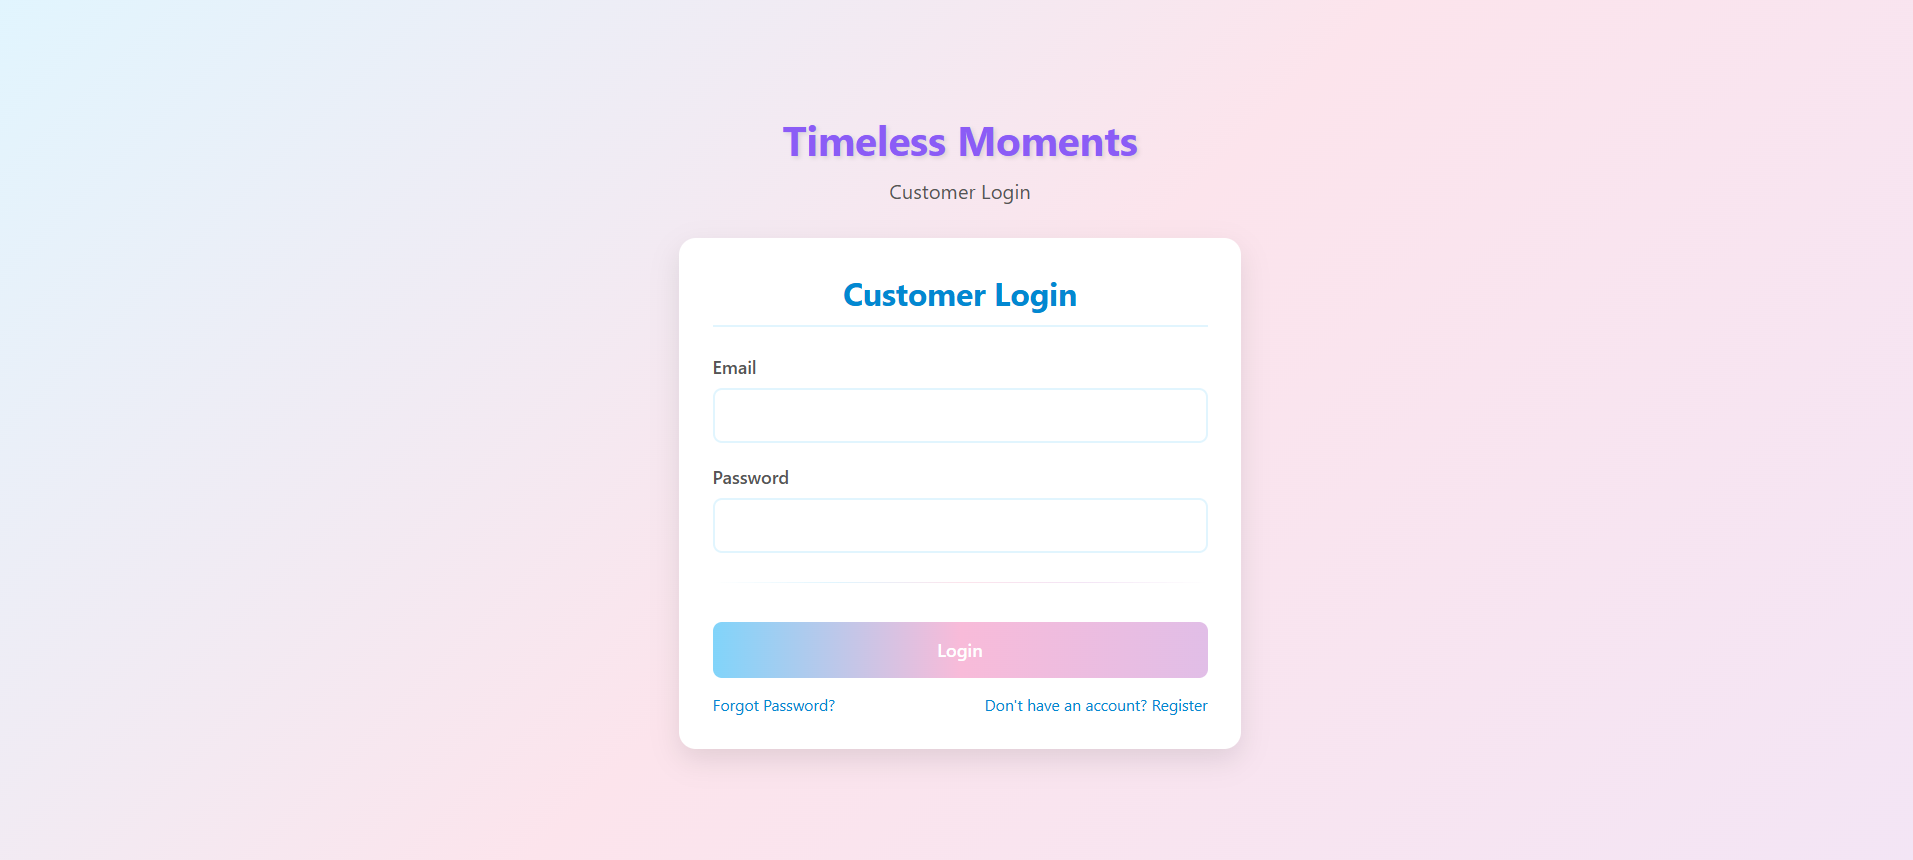 Timeless Moments
Customer Login
Customer Login
Email
Password
Login
Forgot Password? Don't have an account? Register